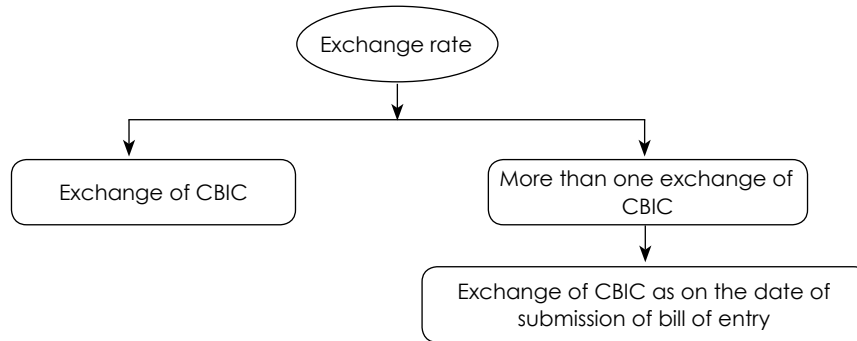 Exchange rate
Exchange of CBIC
More than one exchange of
CBIC
Exchange of CBIC as on the date of
submission of bill of entry